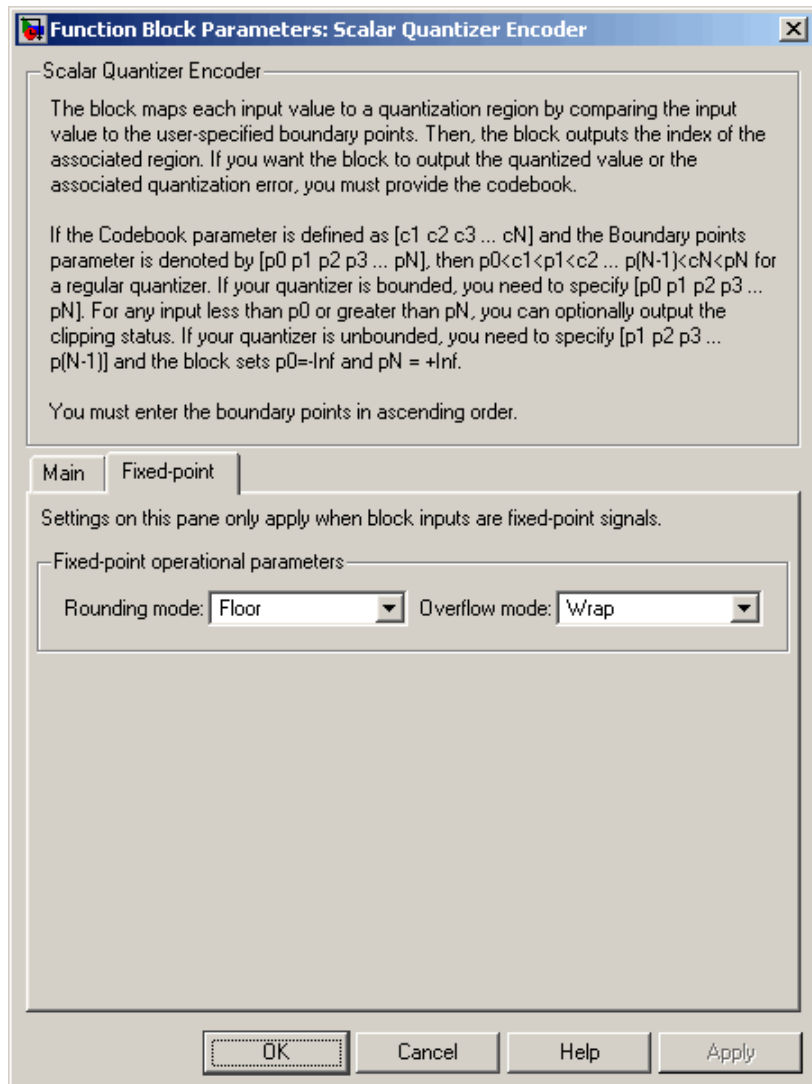 Function Block Parameters: Scalar Quantizer Encoder
Scalar Quantizer Encoder
The block maps each input value to a quantization region by comparing the input
value to the user-specified boundary points. Then, the block outputs the index of the
associated region. If you want the block to output the quantized value or the
associated quantization error, you must provide the codebook.
If the Codebook parameter is defined as [c1 c2 c3 ... cN] and the Boundary points
parameter is denoted by [p0 p1 p2 p3 ... pN], then p0<c1<p1<c2 ... p(N-1)<cN<pN for
a regular quantizer. If your quantizer is bounded, you need to specify [p0 p1 p2 p3 ...
pN]. For any input less than p0 or greater than pN, you can optionally output the
clipping status. If your quantizer is unbounded, you need to specify [p1 p2 p3 ...
p(N-1)] and the block sets p0=-Inf and pN = +Inf.
You must enter the boundary points in ascending order.
Main Fixed-point
Settings on this pane only apply when block inputs are fixed-point signals.
Fixed-point operational parameters
Rounding mode: Floor Overflow mode: Wrap
OK Cancel Help Apply